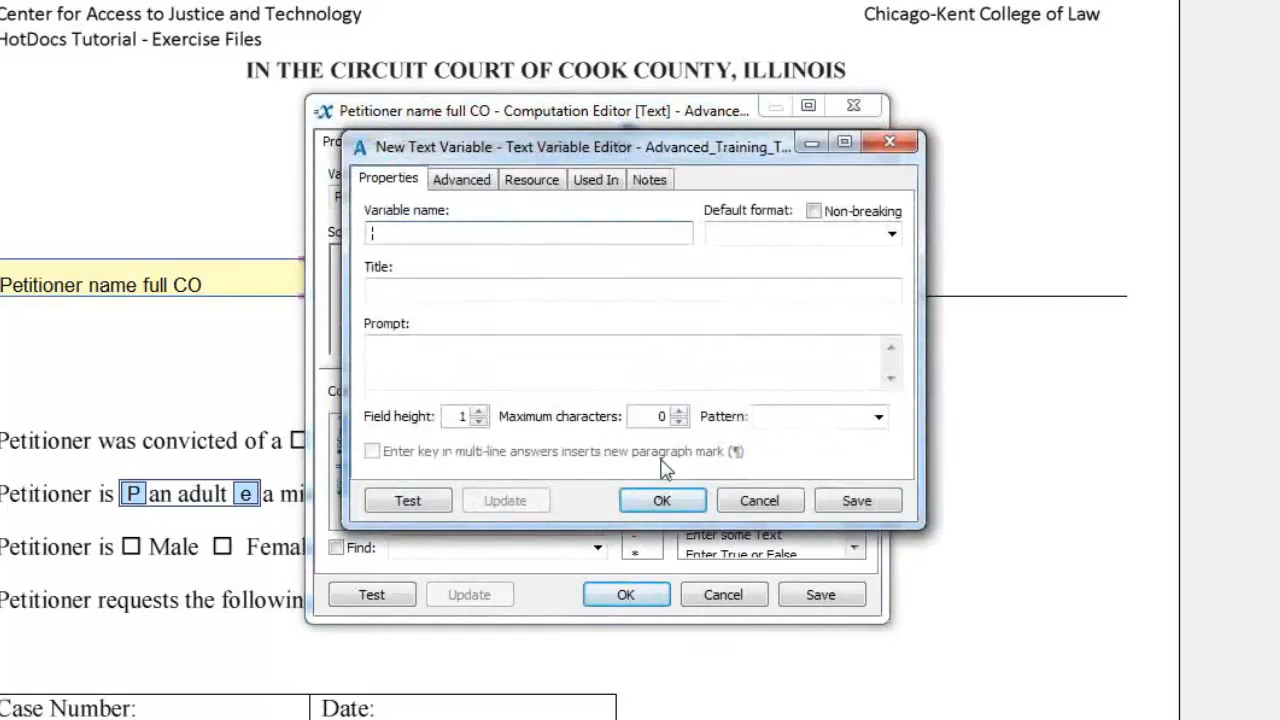 Center for Access to Justice and Technology
Chicago-Kent College of Law
HotDocs Tutorial - Exercise Files
IN THE CIRCUIT COURT OF COOK COUNTY, ILLINOIS
Petitioner name full CO - Computation Editor [Text] - Advance...
New Text Variable - Text Variable Editor - Advanced_Training_T...
Properties Advanced Resource Used In Notes
Variable name:
Default format: Non-breaking
Title:
Petitioner name full CO
Prompt:
Field height: 1 Maximum characters: 0 Pattern:
Enter key in multi-line answers inserts new paragraph mark (¶)
Test Update OK Cancel Save
Petitioner was convicted of a
Petitioner is P an adult e a mi
Petitioner is Male Femal
Find:
- Enter some Text
* Enter True or False
Test Update OK Cancel Save
Petitioner requests the followin
Case Number: Date: